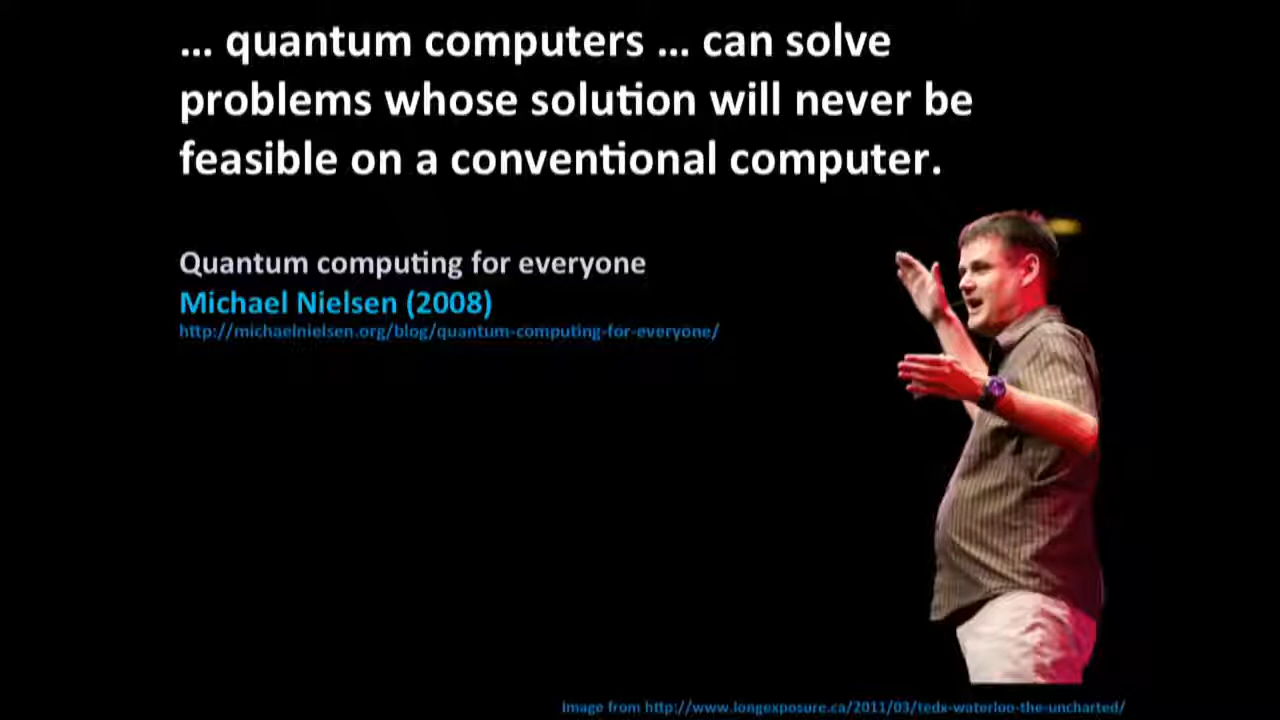 … quantum computers … can solve
problems whose solution will never be
feasible on a conventional computer.
Quantum computing for everyone
Michael Nielsen (2008)
http://michaelnielsen.org/blog/quantum-computing-for-everyone/
Image from http://www.longexposure.ca/2011/03/tedx-waterloo-the-uncharted/